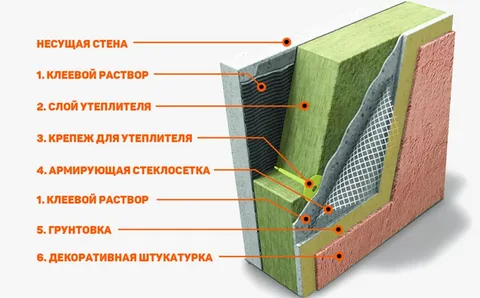 НЕСУЩАЯ СТЕНА
1. КЛЕЕВОЙ РАСТВОР
2. СЛОЙ УТЕПЛИТЕЛЯ
3. КРЕПЕЖ ДЛЯ УТЕПЛИТЕЛЯ
4. АРМИРУЮЩАЯ СТЕКЛОСЕТКА
1. КЛЕЕВОЙ РАСТВОР
5. ГРУНТОВКА
6. ДЕКОРАТИВНАЯ ШТУКАТУРКА